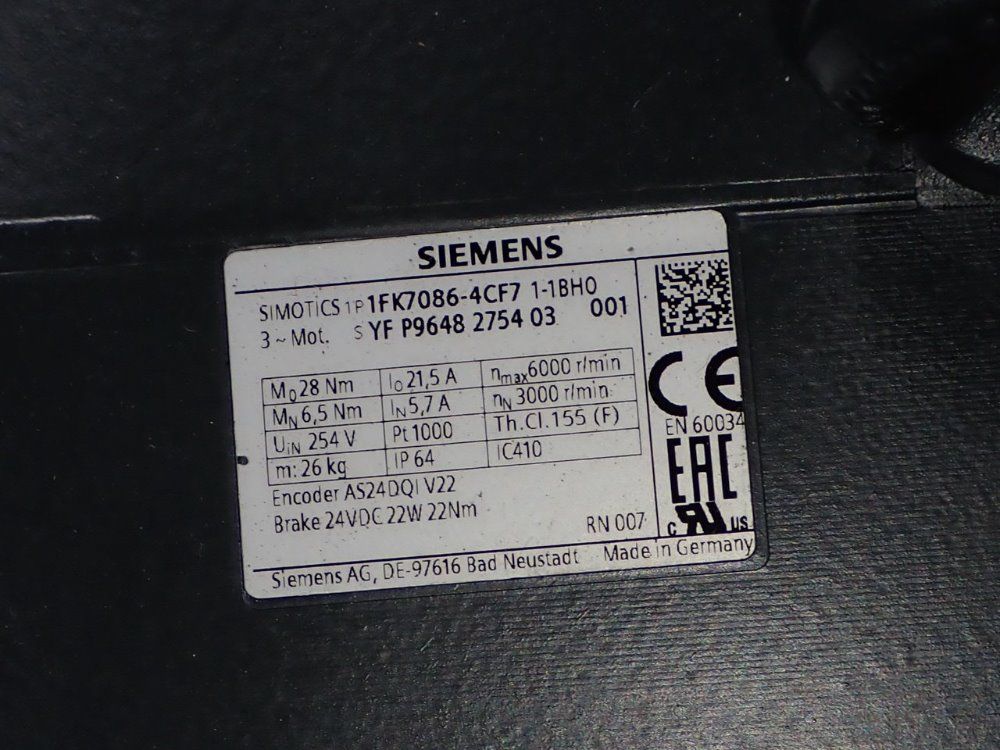 SIEMENS
SIMOTICS 1P 1FK7086-4CF7 1-1BH0
3 ~ Mot. S YF P9648 2754 03 001
M0 28 Nm I0 21,5 A nmax 6000 r/min
MN 6,5 Nm IN 5,7 A nN 3000 r/min
UIN 254 V Pt1000 Th.Cl.155 (F)
m: 26 kg IP 64 IC410
Encoder AS24DQI V22
Brake 24VDC 22W 22Nm
RN 007
CE
EN 60034
EAC
c RU us
Siemens AG, DE-97616 Bad Neustadt Made in Germany